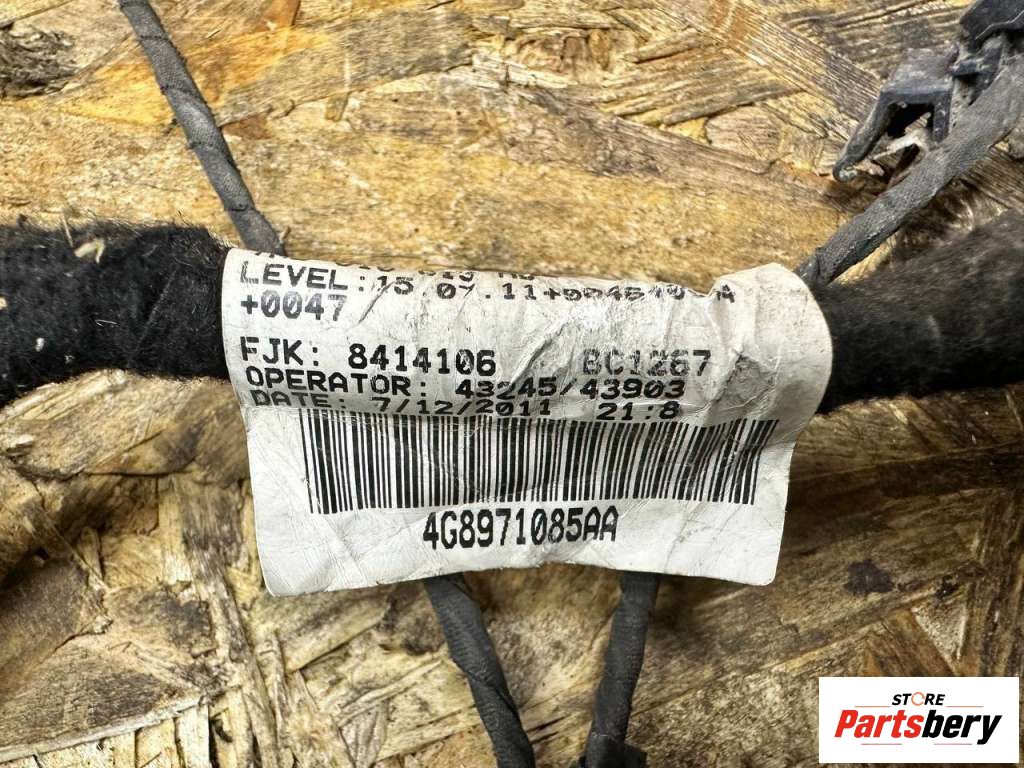 LEVEL:15.07.11
+0047
FJK: 8414106 BC1267
OPERATOR: 43245/43903
DATE: 7/12/2011 21:8
4G8971085AA
STORE
Partsbery